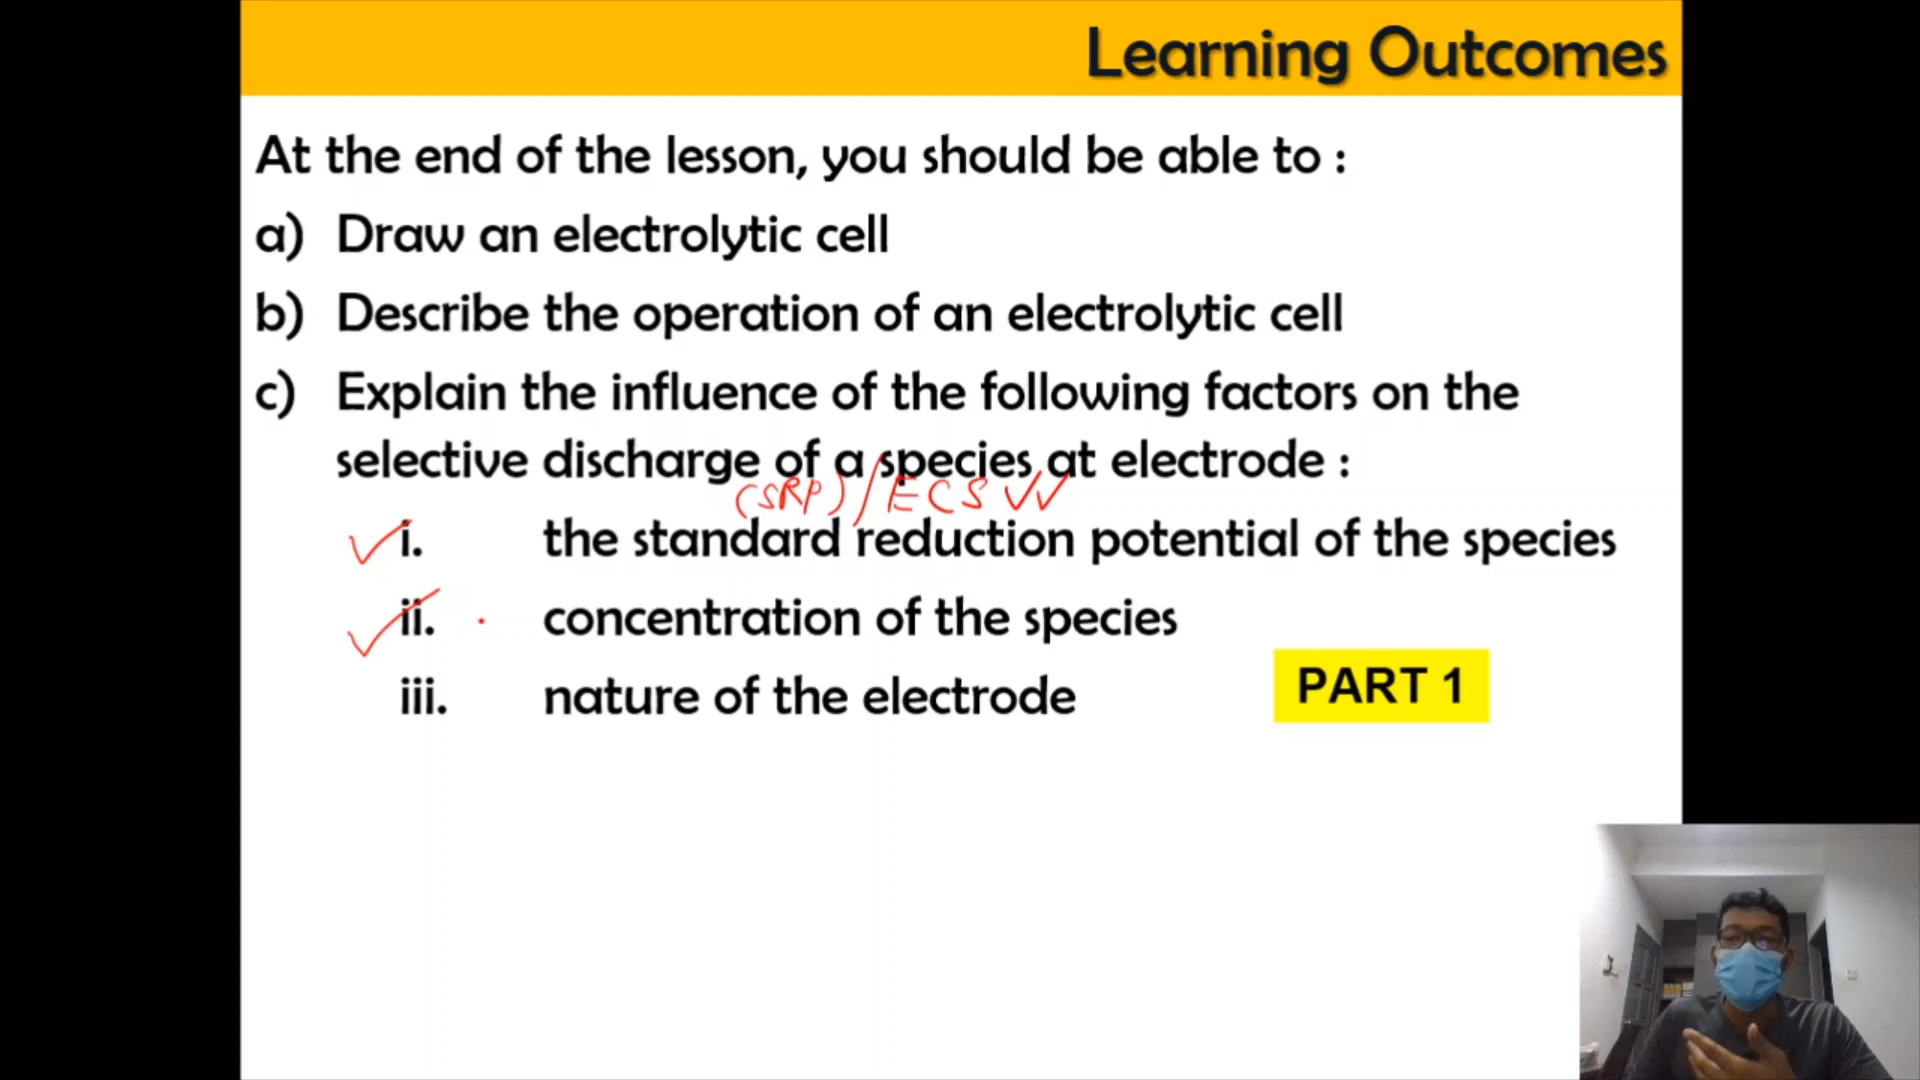 Learning Outcomes
At the end of the lesson, you should be able to :
a) Draw an electrolytic cell
b) Describe the operation of an electrolytic cell
c) Explain the influence of the following factors on the
selective discharge of a species at electrode :
(SRP) / ECS
i. the standard reduction potential of the species
ii. concentration of the species
iii. nature of the electrode
PART 1